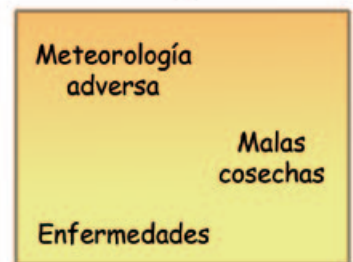 Meteorología
adversa
Malas
cosechas
Enfermedades